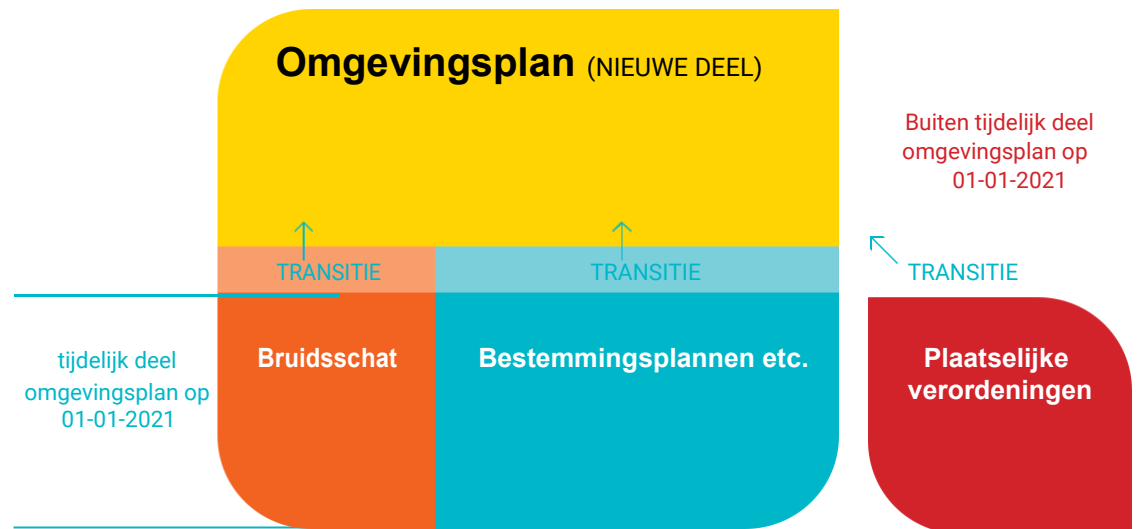 Omgevingsplan (NIEUWE DEEL)
Buiten tijdelijk deel
omgevingsplan op
01-01-2021
TRANSITIE
TRANSITIE
TRANSITIE
tijdelijk deel
omgevingsplan op
01-01-2021
Bruidsschat
Bestemmingsplannen etc.
Plaatselijke
verordeningen